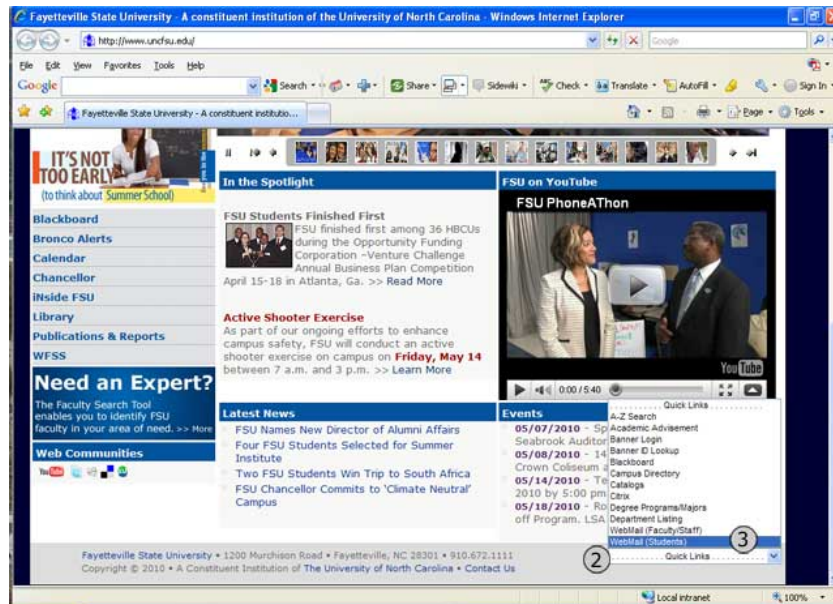 Fayetteville State University - A constituent institution of the University of North Carolina - Windows Internet Explorer
http://www.uncfsu.edu/
Google
File Edit View Favorites Tools Help
Google
Search Share Sidewiki Check Translate AutoFill Sign In
Fayetteville State University - A constituent institutio...
Page Tools
IT'S NOT
TOO EARLY
(to think about Summer School)
Blackboard
Bronco Alerts
Calendar
Chancellor
iNside FSU
Library
Publications & Reports
WFSS
Need an Expert?
The Faculty Search Tool
enables you to identify FSU
faculty in your area of need. >> More
Web Communities
YouTube
In the Spotlight
FSU Students Finished First
FSU finished first among 36 HBCUs
during the Opportunity Funding
Corporation -Venture Challenge
Annual Business Plan Competition
April 15-18 in Atlanta, Ga. >> Read More
Active Shooter Exercise
As part of our ongoing efforts to enhance
campus safety, FSU will conduct an active
shooter exercise on campus on Friday, May 14
between 7 a.m. and 3 p.m. >> Learn More
Latest News
FSU Names New Director of Alumni Affairs
Four FSU Students Selected for Summer
Institute
Two FSU Students Win Trip to South Africa
FSU Chancellor Commits to 'Climate Neutral'
Campus
FSU on YouTube
FSU PhoneAThon
YouTube
0:00 / 5:40
Events
05/07/2010 - Sp
Seabrook Auditor
05/08/2010 - 14
Crown Coliseum a
05/14/2010 - Te
2010 by 5:00 pm
05/18/2010 - Ro
off Program. LSA
. . . . . . . . . . Quick Links . . . . . . . . . .
A-Z Search
Academic Advisement
Banner Login
Banner ID Lookup
Blackboard
Campus Directory
Catalogs
Citrix
Degree Programs/Majors
Department Listing
WebMail (Faculty/Staff)
WebMail (Students)
3
2
. . . . . . . . . . Quick Links . . . . . . . . . .
Fayetteville State University • 1200 Murchison Road • Fayetteville, NC 28301 • 910.672.1111
Copyright © 2010 • A Constituent Institution of The University of North Carolina • Contact Us
Local intranet 100%